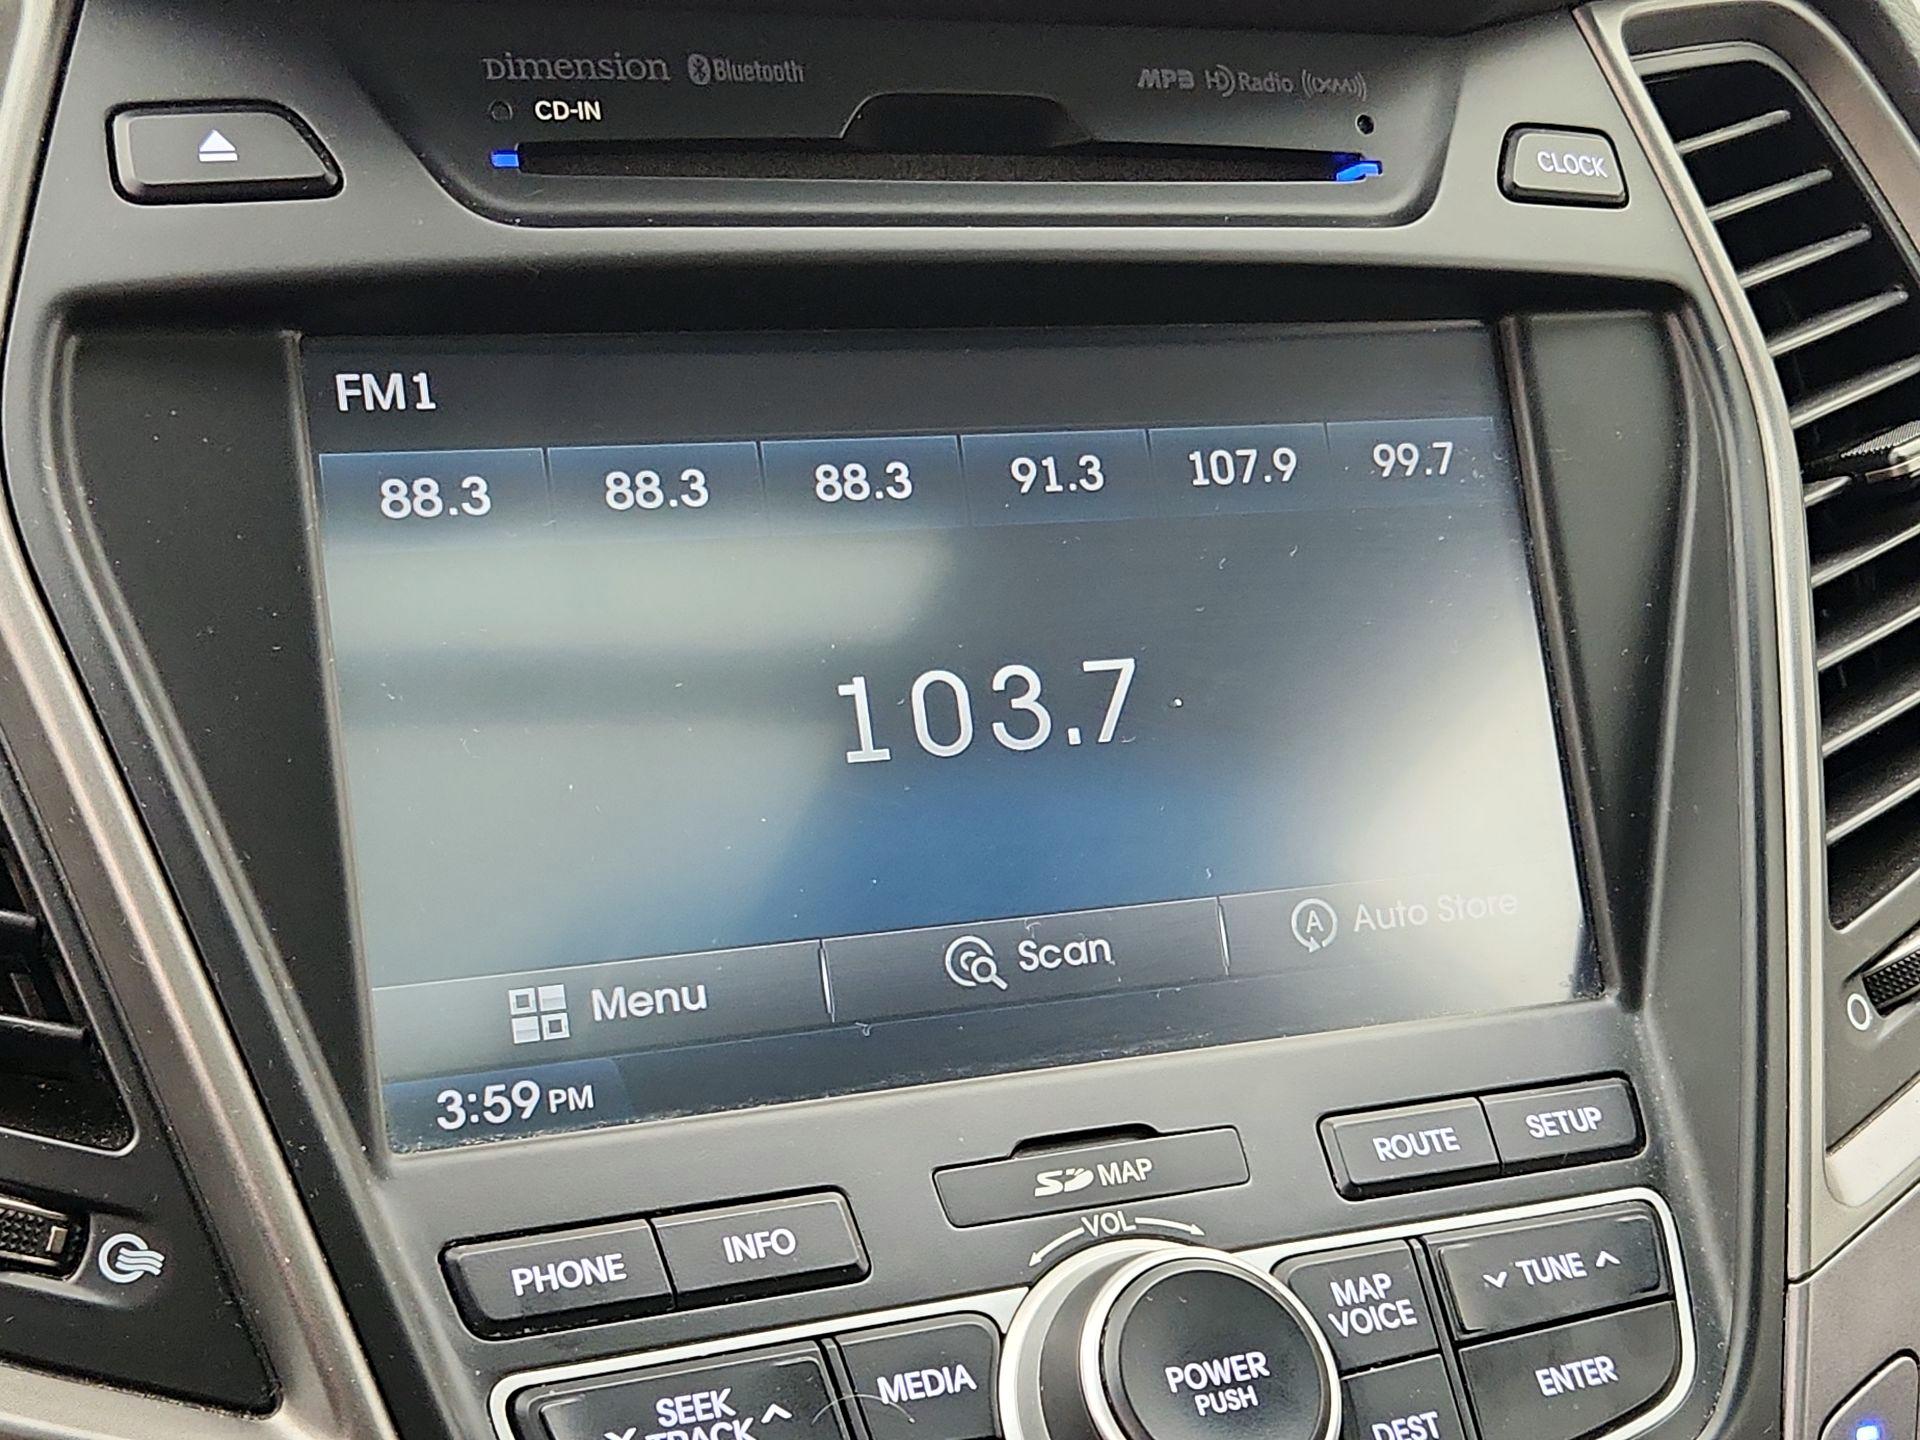 Dimension Bluetooth
MP3 HD Radio ((XM))
CD-IN
CLOCK
FM1
88.3 88.3 88.3 91.3 107.9 99.7
103.7
Menu Scan A Auto Store
3:59 PM
SD MAP
ROUTE SETUP
PHONE INFO
VOL
MAP
VOICE
TUNE
SEEK
TRACK
MEDIA
POWER
PUSH
ENTER
DEST